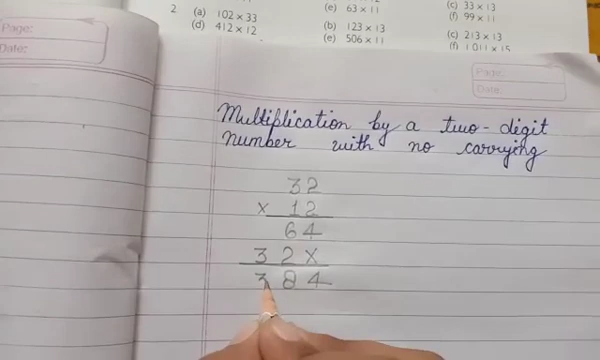 2 (a) 102 × 33 (e) 63 × 11 (c) 33 × 13
(f) 99 × 11
(d) 412 × 12 (b) 123 × 13 (c) 213 × 13
(e) 506 × 11 (f) 1011 × 15
Page:
Date:
Page:
Date:
Multiplication by a two-digit
number with no carrying
32
× 12
64
32×
384